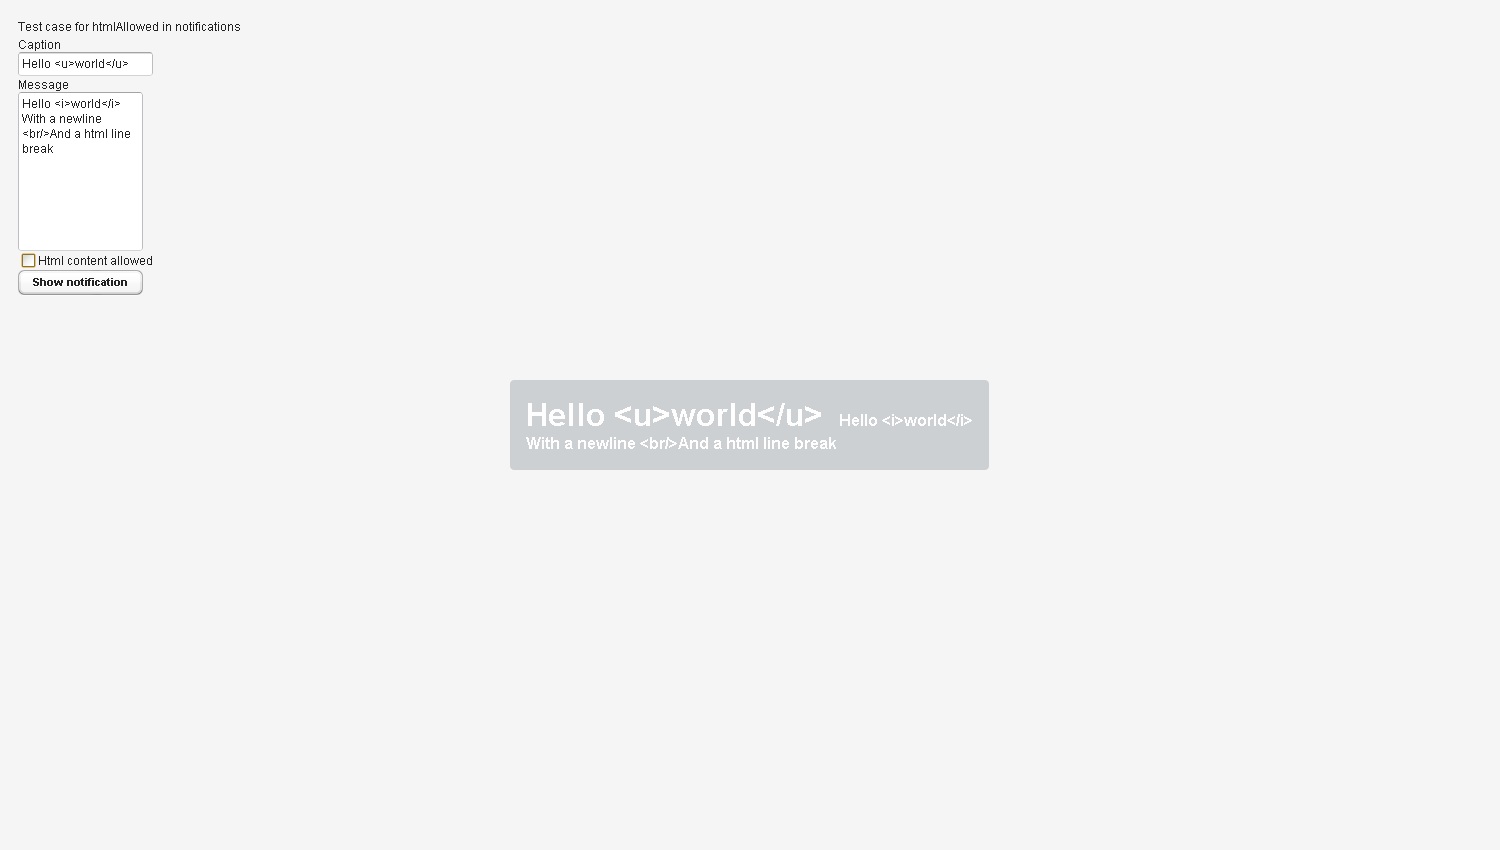 Test case for htmlAllowed in notifications
Caption
Hello <u>world</u>
Message
Hello <i>world</i>
With a newline
<br/>And a html line
break
Html content allowed
Show notification
Hello <u>world</u> Hello <i>world</i>
With a newline <br/>And a html line break